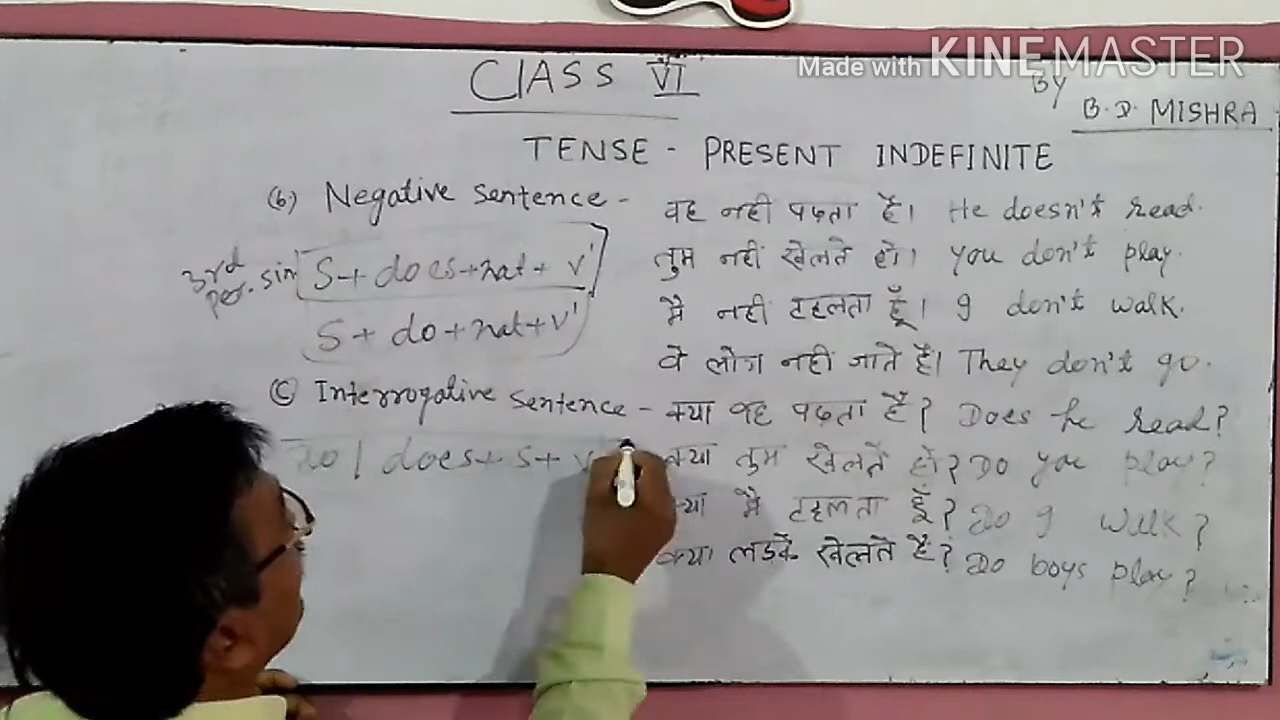 Made with KINEMASTER
CLASS VI
By
B.D. MISHRA
TENSE - PRESENT INDEFINITE
(b) Negative Sentence - वह नहीं पढता है। He doesn't read.
3rd per. sin S + does + not + V¹ तुम नहीं खेलते हो। You don't play.
S + do + not + V¹ मै नहीं टहलता हूँ। I don't walk.
वे लोग नहीं जाते हैं। They don't go.
(C) Interrogative Sentence - क्या वह पढता है? Does he read?
Do / does + S + V क्या तुम खेलते हो? Do you play?
क्या मै टहलता हूँ? Do I walk?
क्या लडके खेलते हैं? Do boys play?